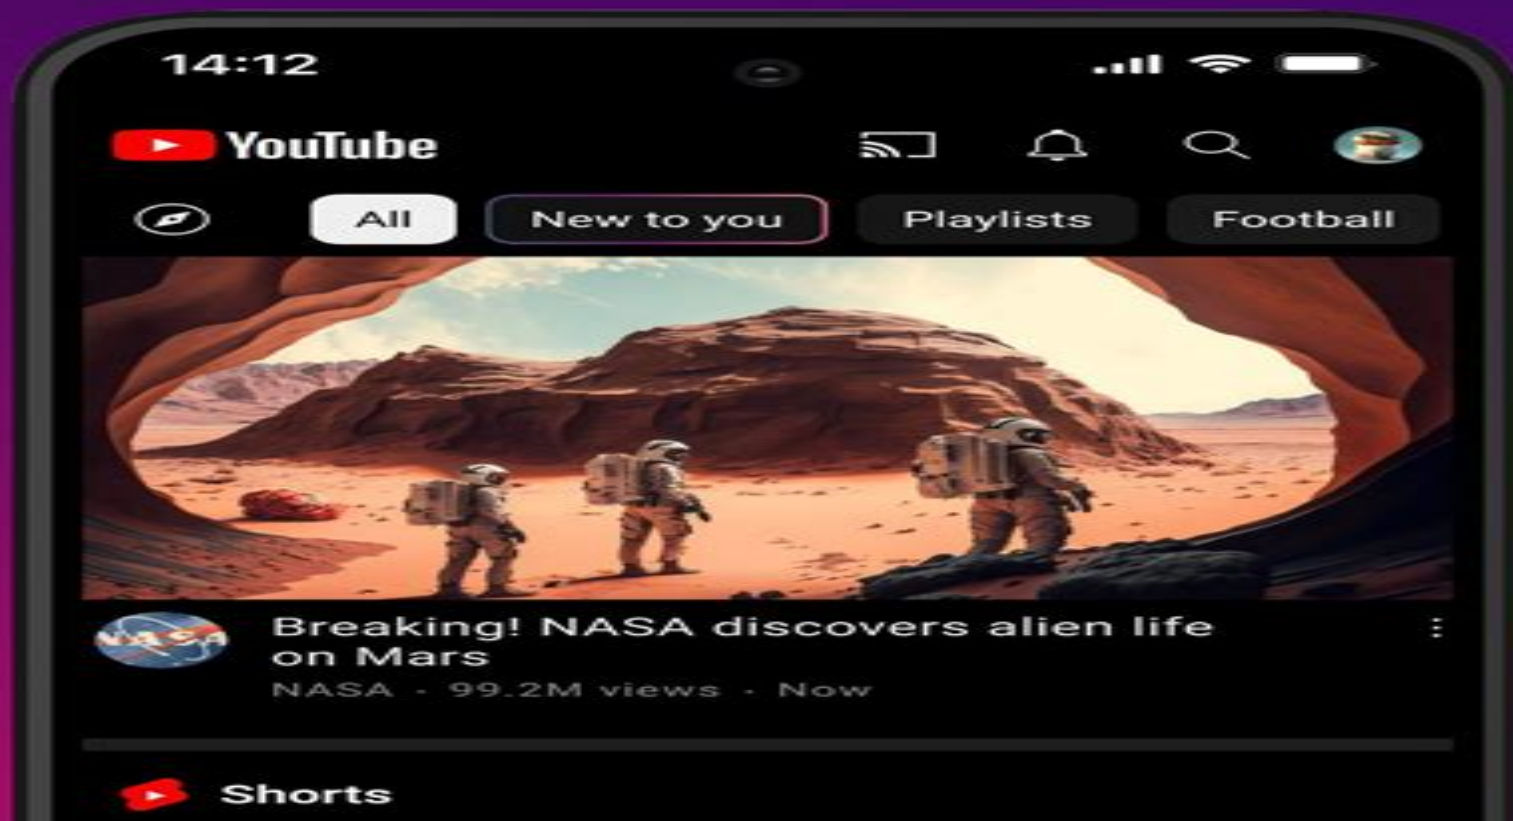 14:12
YouTube
All
New to you
Playlists
Football
NASA
Breaking! NASA discovers alien life
on Mars
NASA - 99.2M views - Now
Shorts